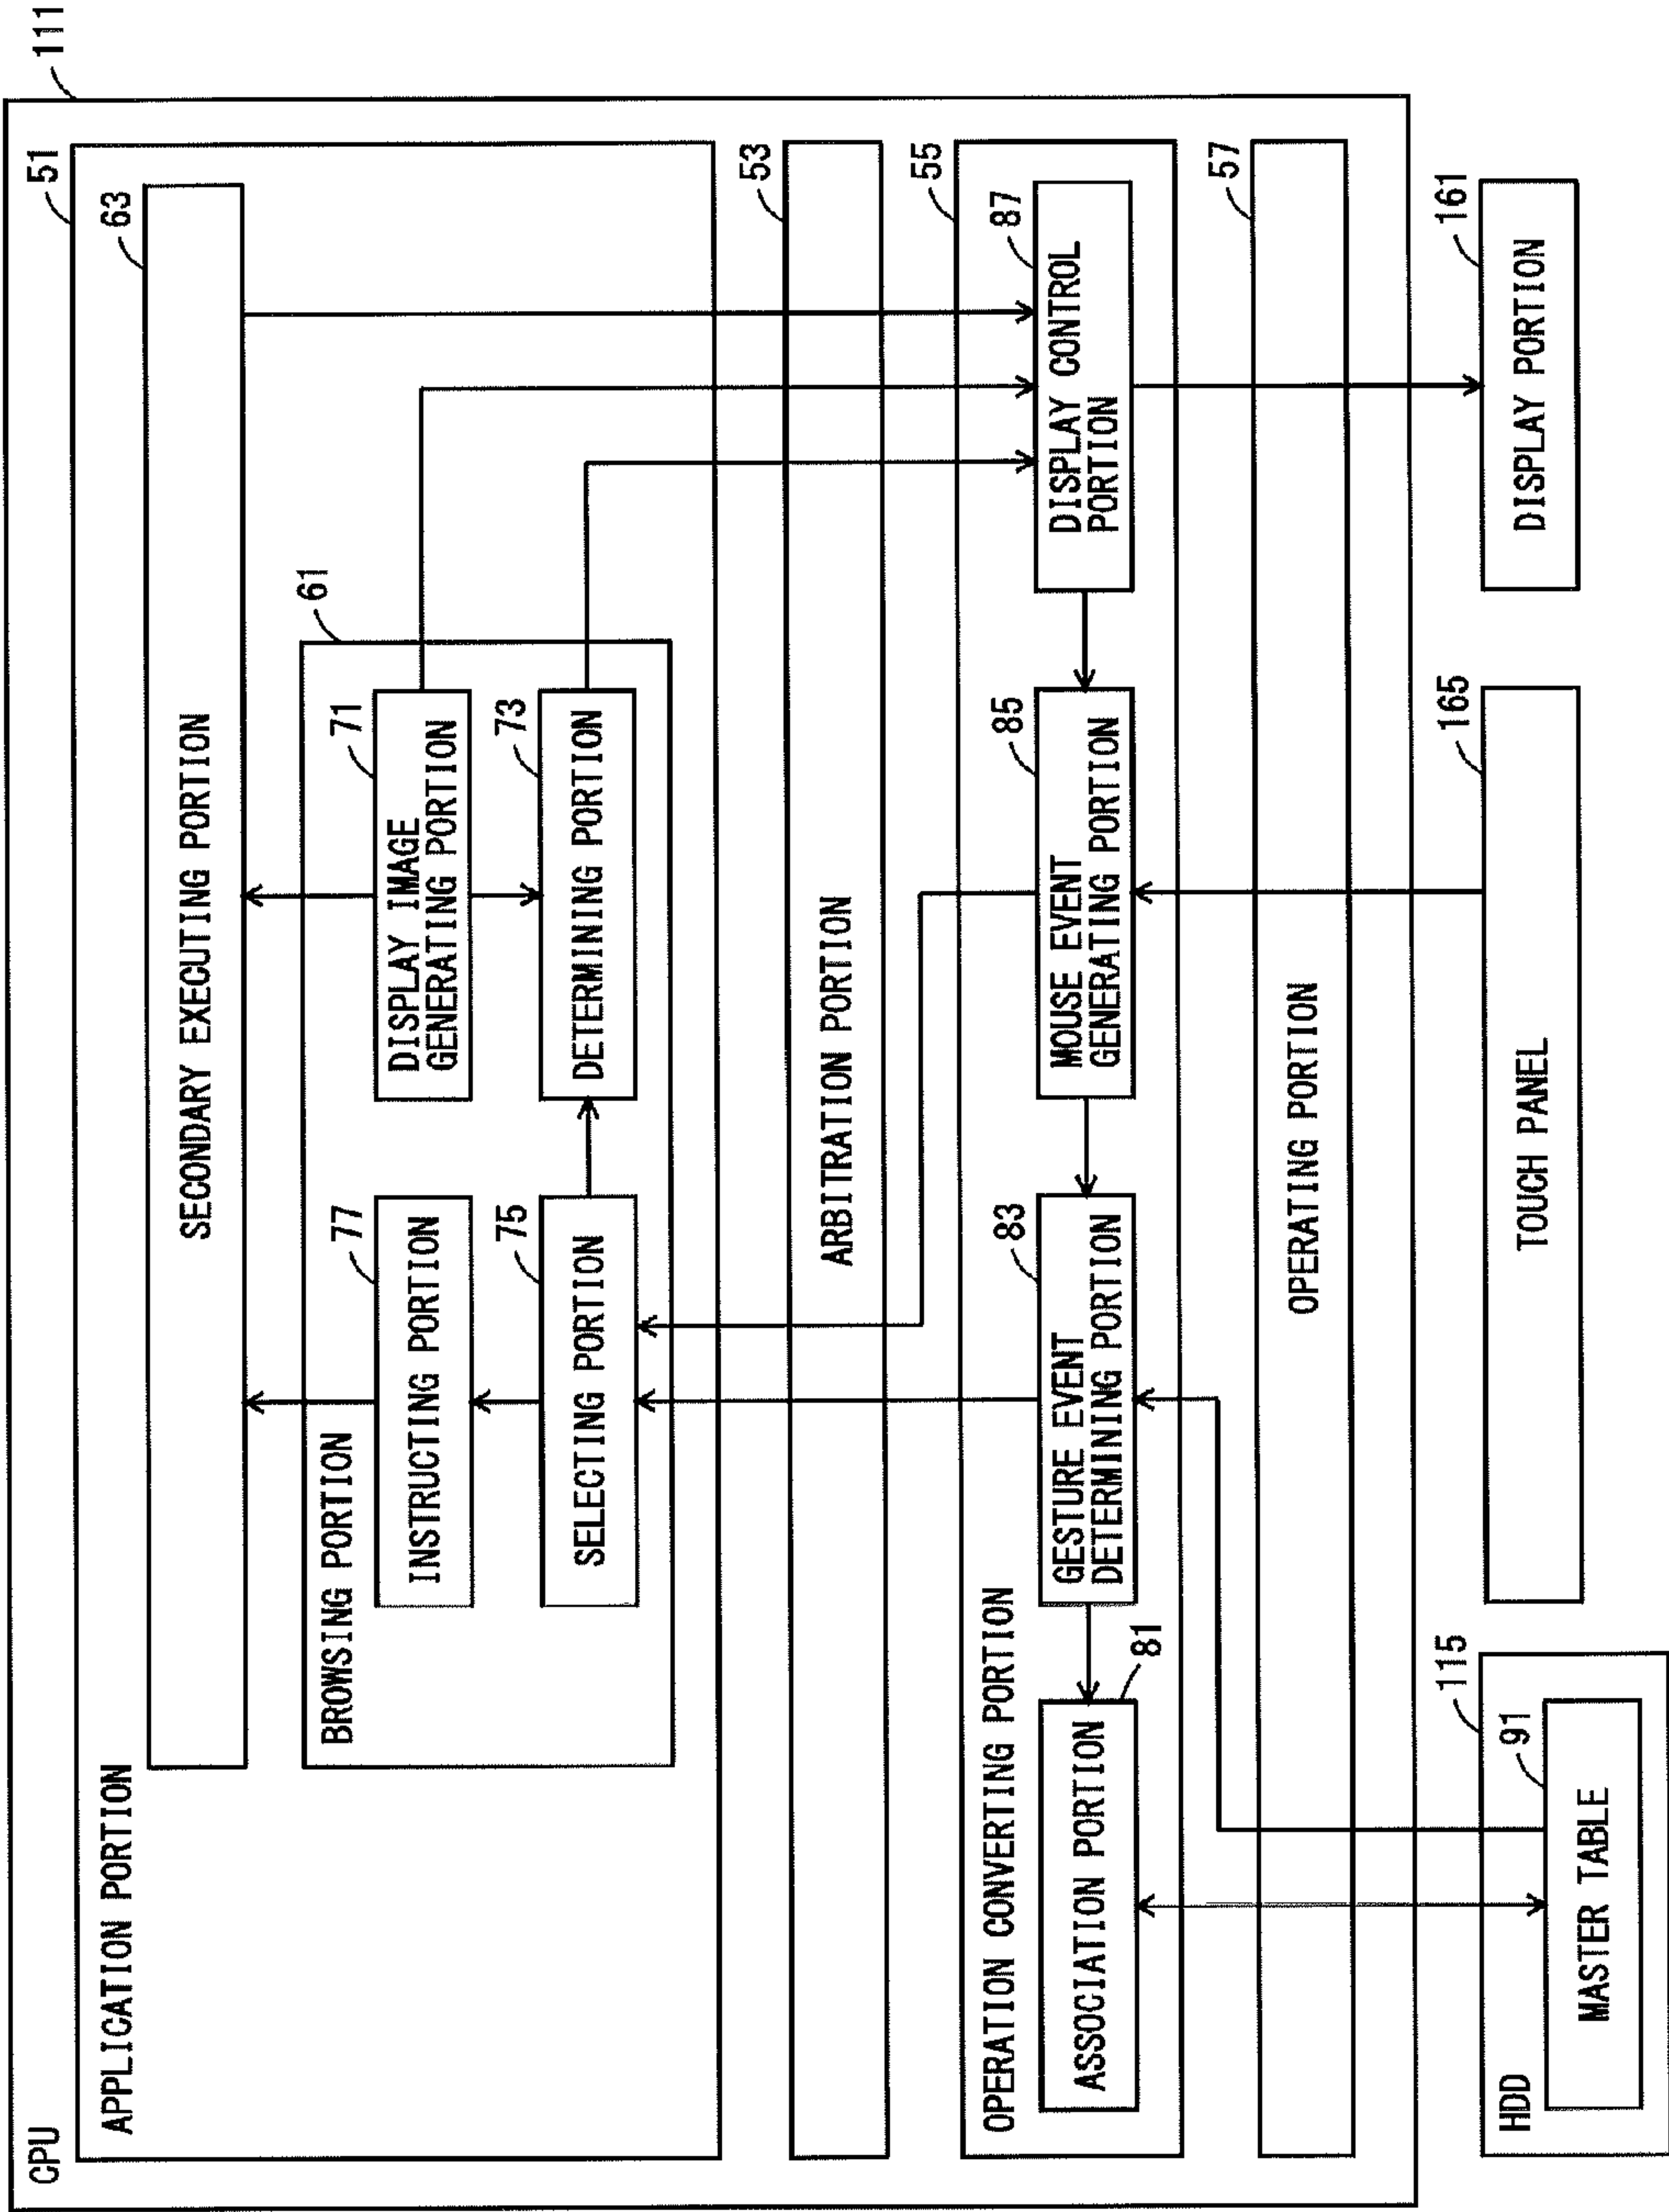 111
CPU
51
APPLICATION PORTION
63
SECONDARY EXECUTING PORTION
61
BROWSING PORTION
77
INSTRUCTING PORTION
71
DISPLAY IMAGE
GENERATING PORTION
75
SELECTING PORTION
73
DETERMINING PORTION
53
ARBITRATION PORTION
55
OPERATION CONVERTING PORTION
81
ASSOCIATION PORTION
83
GESTURE EVENT
DETERMINING PORTION
85
MOUSE EVENT
GENERATING PORTION
87
DISPLAY CONTROL
PORTION
57
OPERATING PORTION
115
HDD
91
MASTER TABLE
165
TOUCH PANEL
161
DISPLAY PORTION